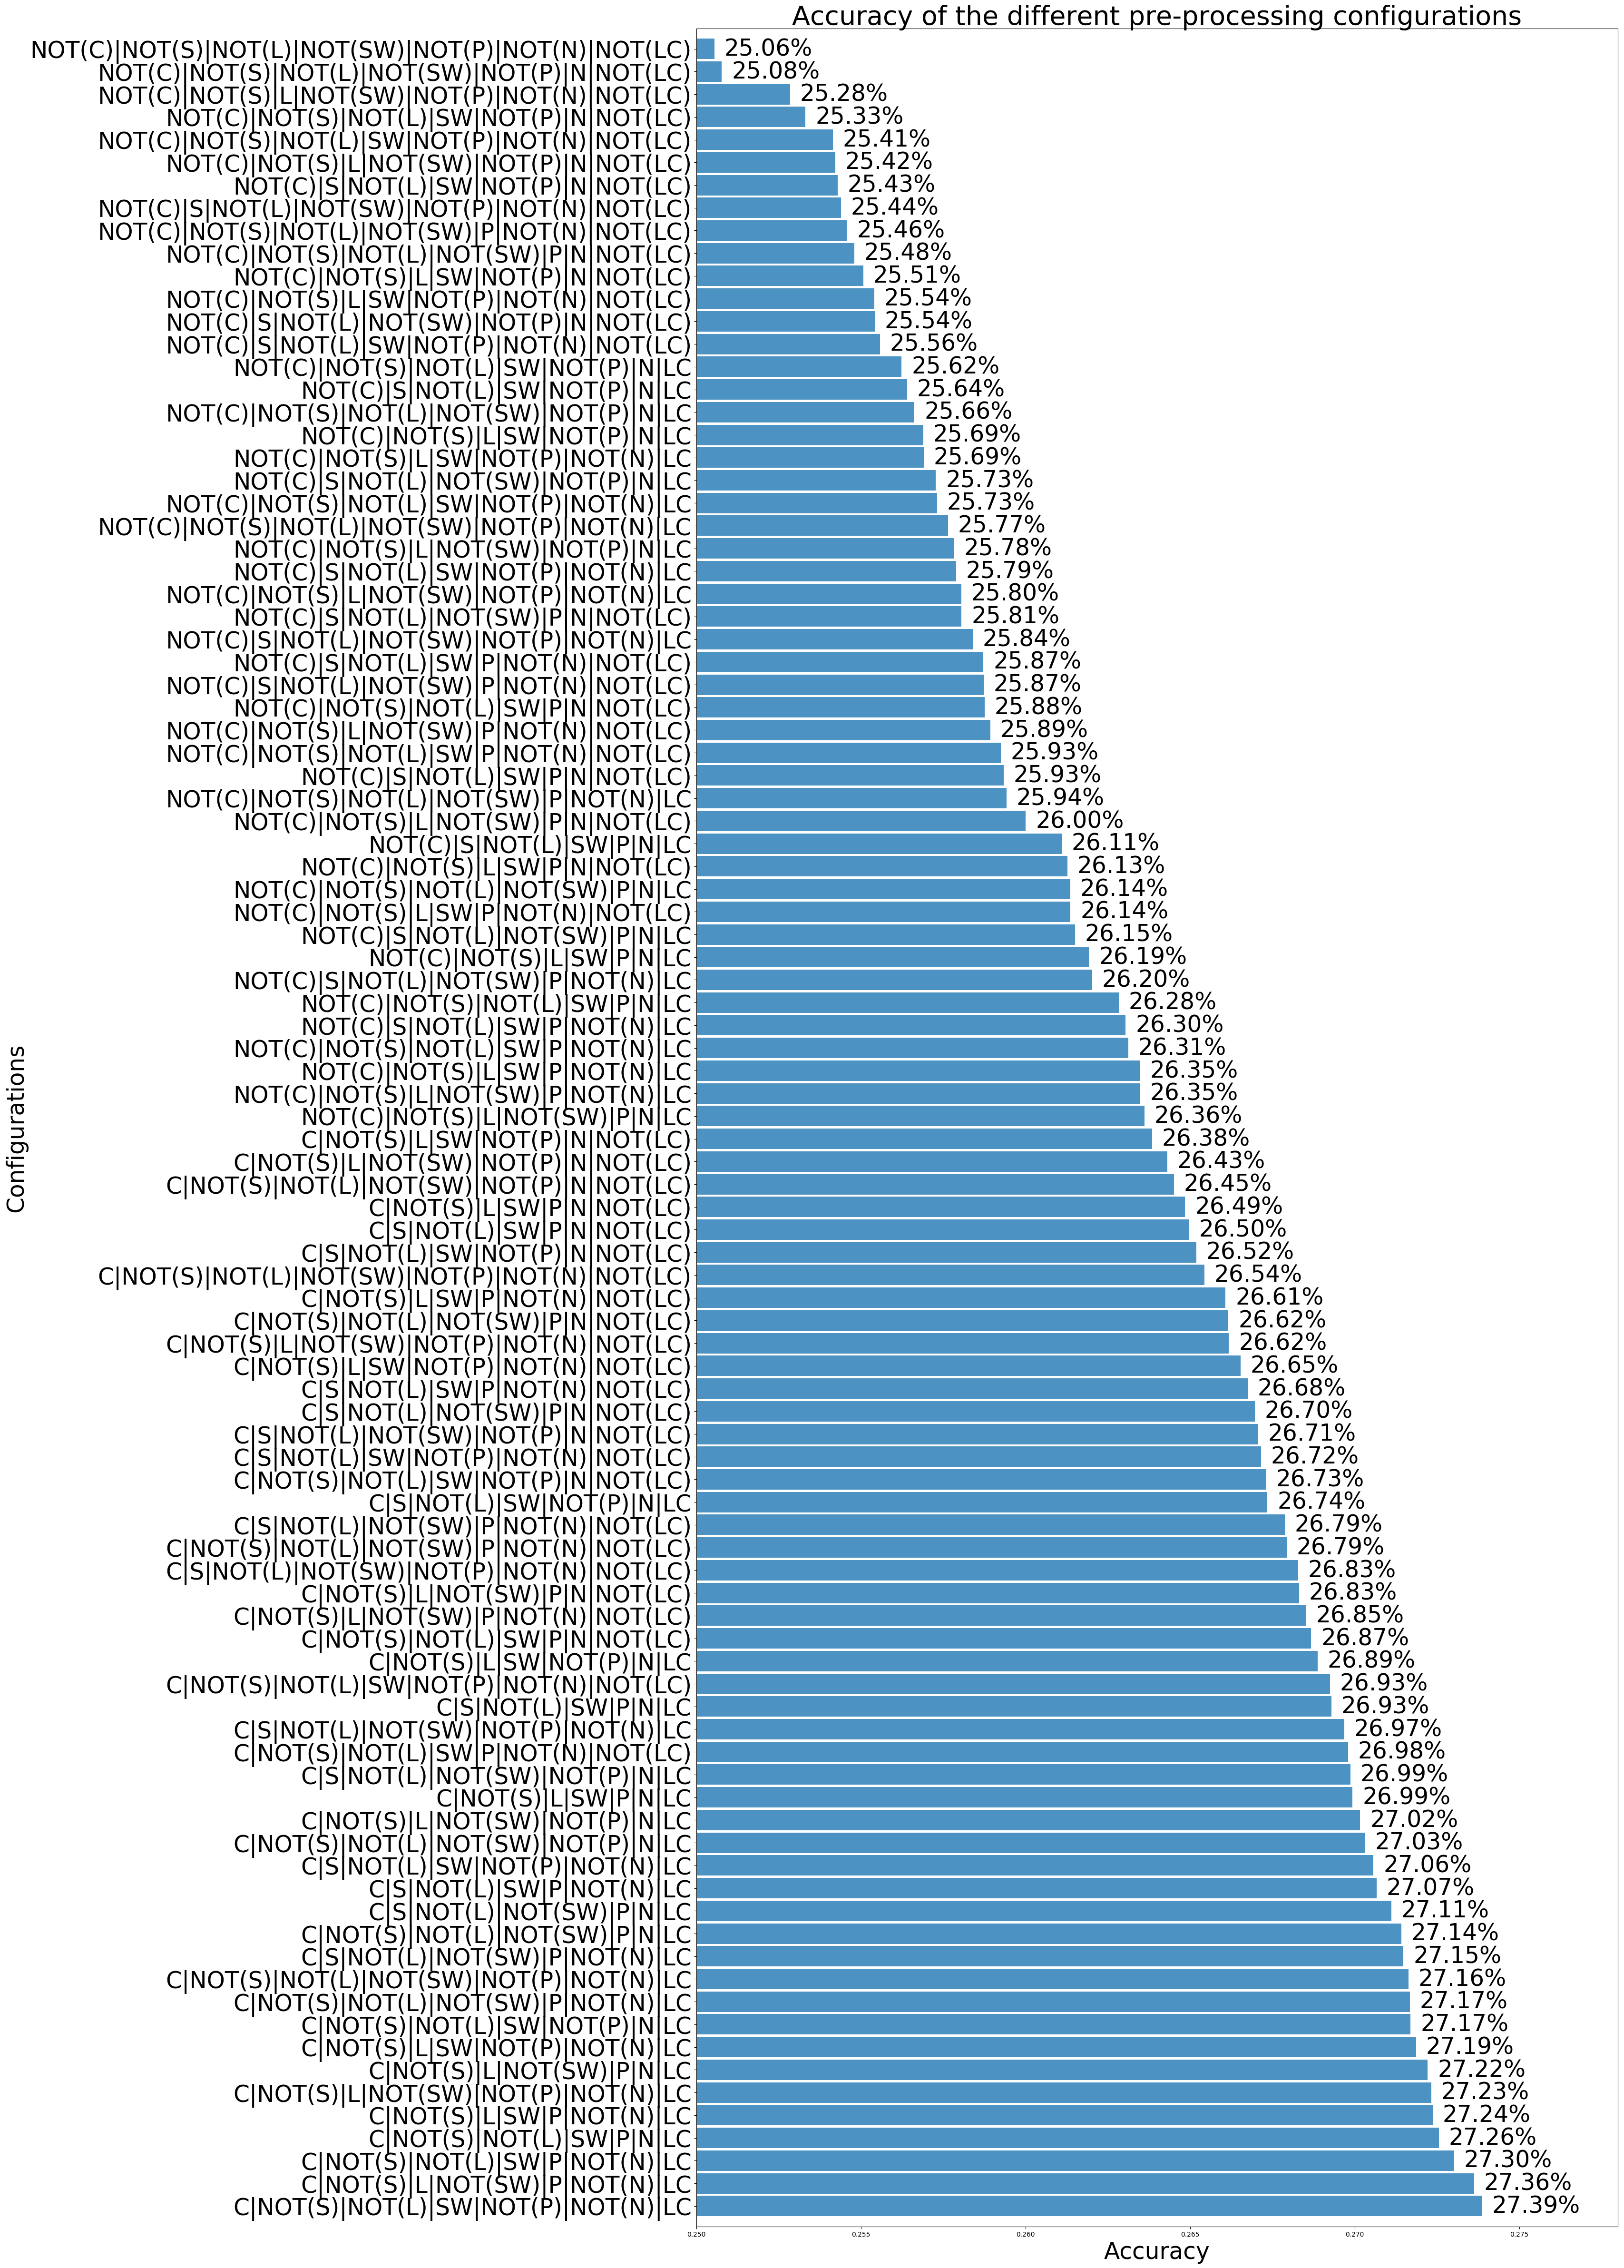 Accuracy of the different pre-processing configurations
NOT(C)|NOT(S)|NOT(L)|NOT(SW)|NOT(P)|NOT(N)|NOT(LC) 25.06%
NOT(C)|NOT(S)|NOT(L)|NOT(SW)|NOT(P)|N|NOT(LC) 25.08%
NOT(C)|NOT(S)|L|NOT(SW)|NOT(P)|NOT(N)|NOT(LC) 25.28%
NOT(C)|NOT(S)|NOT(L)|SW|NOT(P)|N|NOT(LC) 25.33%
NOT(C)|NOT(S)|NOT(L)|SW|NOT(P)|NOT(N)|NOT(LC) 25.41%
NOT(C)|NOT(S)|L|NOT(SW)|NOT(P)|N|NOT(LC) 25.42%
NOT(C)|S|NOT(L)|SW|NOT(P)|N|NOT(LC) 25.43%
NOT(C)|S|NOT(L)|NOT(SW)|NOT(P)|NOT(N)|NOT(LC) 25.44%
NOT(C)|NOT(S)|NOT(L)|NOT(SW)|P|NOT(N)|NOT(LC) 25.46%
NOT(C)|NOT(S)|NOT(L)|NOT(SW)|P|N|NOT(LC) 25.48%
NOT(C)|NOT(S)|L|SW|NOT(P)|N|NOT(LC) 25.51%
NOT(C)|NOT(S)|L|SW|NOT(P)|NOT(N)|NOT(LC) 25.54%
NOT(C)|S|NOT(L)|NOT(SW)|NOT(P)|N|NOT(LC) 25.54%
NOT(C)|S|NOT(L)|SW|NOT(P)|NOT(N)|NOT(LC) 25.56%
NOT(C)|NOT(S)|NOT(L)|SW|NOT(P)|N|LC 25.62%
NOT(C)|S|NOT(L)|SW|NOT(P)|N|LC 25.64%
NOT(C)|NOT(S)|NOT(L)|NOT(SW)|NOT(P)|N|LC 25.66%
NOT(C)|NOT(S)|L|SW|NOT(P)|N|LC 25.69%
NOT(C)|NOT(S)|L|SW|NOT(P)|NOT(N)|LC 25.69%
NOT(C)|S|NOT(L)|NOT(SW)|NOT(P)|N|LC 25.73%
NOT(C)|NOT(S)|NOT(L)|SW|NOT(P)|NOT(N)|LC 25.73%
NOT(C)|NOT(S)|NOT(L)|NOT(SW)|NOT(P)|NOT(N)|LC 25.77%
NOT(C)|NOT(S)|L|NOT(SW)|NOT(P)|N|LC 25.78%
NOT(C)|S|NOT(L)|SW|NOT(P)|NOT(N)|LC 25.79%
NOT(C)|NOT(S)|L|NOT(SW)|NOT(P)|NOT(N)|LC 25.80%
NOT(C)|S|NOT(L)|NOT(SW)|P|N|NOT(LC) 25.81%
NOT(C)|S|NOT(L)|NOT(SW)|NOT(P)|NOT(N)|LC 25.84%
NOT(C)|S|NOT(L)|SW|P|NOT(N)|NOT(LC) 25.87%
NOT(C)|S|NOT(L)|NOT(SW)|P|NOT(N)|NOT(LC) 25.87%
NOT(C)|NOT(S)|NOT(L)|SW|P|N|NOT(LC) 25.88%
NOT(C)|NOT(S)|L|NOT(SW)|P|NOT(N)|NOT(LC) 25.89%
NOT(C)|NOT(S)|NOT(L)|SW|P|NOT(N)|NOT(LC) 25.93%
NOT(C)|S|NOT(L)|SW|P|N|NOT(LC) 25.93%
NOT(C)|NOT(S)|NOT(L)|NOT(SW)|P|NOT(N)|LC 25.94%
NOT(C)|NOT(S)|L|NOT(SW)|P|N|NOT(LC) 26.00%
NOT(C)|S|NOT(L)|SW|P|N|LC 26.11%
NOT(C)|NOT(S)|L|SW|P|N|NOT(LC) 26.13%
NOT(C)|NOT(S)|NOT(L)|NOT(SW)|P|N|LC 26.14%
NOT(C)|NOT(S)|L|SW|P|NOT(N)|NOT(LC) 26.14%
NOT(C)|S|NOT(L)|NOT(SW)|P|N|LC 26.15%
NOT(C)|NOT(S)|L|SW|P|N|LC 26.19%
NOT(C)|S|NOT(L)|NOT(SW)|P|NOT(N)|LC 26.20%
NOT(C)|NOT(S)|NOT(L)|SW|P|N|LC 26.28%
NOT(C)|S|NOT(L)|SW|P|NOT(N)|LC 26.30%
NOT(C)|NOT(S)|NOT(L)|SW|P|NOT(N)|LC 26.31%
NOT(C)|NOT(S)|L|SW|P|NOT(N)|LC 26.35%
NOT(C)|NOT(S)|L|NOT(SW)|P|NOT(N)|LC 26.35%
NOT(C)|NOT(S)|L|NOT(SW)|P|N|LC 26.36%
C|NOT(S)|L|SW|NOT(P)|N|NOT(LC) 26.38%
C|NOT(S)|L|NOT(SW)|NOT(P)|N|NOT(LC) 26.43%
C|NOT(S)|NOT(L)|NOT(SW)|NOT(P)|N|NOT(LC) 26.45%
C|NOT(S)|L|SW|P|N|NOT(LC) 26.49%
C|S|NOT(L)|SW|P|N|NOT(LC) 26.50%
C|S|NOT(L)|SW|NOT(P)|N|NOT(LC) 26.52%
C|NOT(S)|NOT(L)|NOT(SW)|NOT(P)|NOT(N)|NOT(LC) 26.54%
C|NOT(S)|L|SW|P|NOT(N)|NOT(LC) 26.61%
C|NOT(S)|NOT(L)|NOT(SW)|P|N|NOT(LC) 26.62%
C|NOT(S)|L|NOT(SW)|NOT(P)|NOT(N)|NOT(LC) 26.62%
C|NOT(S)|L|SW|NOT(P)|NOT(N)|NOT(LC) 26.65%
C|S|NOT(L)|SW|P|NOT(N)|NOT(LC) 26.68%
C|S|NOT(L)|NOT(SW)|P|N|NOT(LC) 26.70%
C|S|NOT(L)|NOT(SW)|NOT(P)|N|NOT(LC) 26.71%
C|S|NOT(L)|SW|NOT(P)|NOT(N)|NOT(LC) 26.72%
C|NOT(S)|NOT(L)|SW|NOT(P)|N|NOT(LC) 26.73%
C|S|NOT(L)|SW|NOT(P)|N|LC 26.74%
C|S|NOT(L)|NOT(SW)|P|NOT(N)|NOT(LC) 26.79%
C|NOT(S)|NOT(L)|NOT(SW)|P|NOT(N)|NOT(LC) 26.79%
C|S|NOT(L)|NOT(SW)|NOT(P)|NOT(N)|NOT(LC) 26.83%
C|NOT(S)|L|NOT(SW)|P|N|NOT(LC) 26.83%
C|NOT(S)|L|NOT(SW)|P|NOT(N)|NOT(LC) 26.85%
C|NOT(S)|NOT(L)|SW|P|N|NOT(LC) 26.87%
C|NOT(S)|L|SW|NOT(P)|N|LC 26.89%
C|NOT(S)|NOT(L)|SW|NOT(P)|NOT(N)|NOT(LC) 26.93%
C|S|NOT(L)|SW|P|N|LC 26.93%
C|S|NOT(L)|NOT(SW)|NOT(P)|NOT(N)|LC 26.97%
C|NOT(S)|NOT(L)|SW|P|NOT(N)|NOT(LC) 26.98%
C|S|NOT(L)|NOT(SW)|NOT(P)|N|LC 26.99%
C|NOT(S)|L|SW|P|N|LC 26.99%
C|NOT(S)|L|NOT(SW)|NOT(P)|N|LC 27.02%
C|NOT(S)|NOT(L)|NOT(SW)|NOT(P)|N|LC 27.03%
C|S|NOT(L)|SW|NOT(P)|NOT(N)|LC 27.06%
C|S|NOT(L)|SW|P|NOT(N)|LC 27.07%
C|S|NOT(L)|NOT(SW)|P|N|LC 27.11%
C|NOT(S)|NOT(L)|NOT(SW)|P|N|LC 27.14%
C|S|NOT(L)|NOT(SW)|P|NOT(N)|LC 27.15%
C|NOT(S)|NOT(L)|NOT(SW)|NOT(P)|NOT(N)|LC 27.16%
C|NOT(S)|NOT(L)|NOT(SW)|P|NOT(N)|LC 27.17%
C|NOT(S)|NOT(L)|SW|NOT(P)|N|LC 27.17%
C|NOT(S)|L|SW|NOT(P)|NOT(N)|LC 27.19%
C|NOT(S)|L|NOT(SW)|P|N|LC 27.22%
C|NOT(S)|L|NOT(SW)|NOT(P)|NOT(N)|LC 27.23%
C|NOT(S)|L|SW|P|NOT(N)|LC 27.24%
C|NOT(S)|NOT(L)|SW|P|N|LC 27.26%
C|NOT(S)|NOT(L)|SW|P|NOT(N)|LC 27.30%
C|NOT(S)|L|NOT(SW)|P|NOT(N)|LC 27.36%
C|NOT(S)|NOT(L)|SW|NOT(P)|NOT(N)|LC 27.39%
Configurations
0.250 0.255 0.260 0.265 0.270 0.275
Accuracy